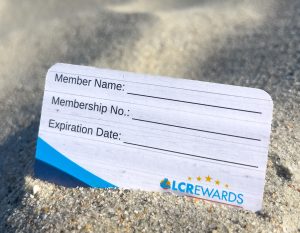 Member Name:
Membership No.:
Expiration Date:
LCREWARDS